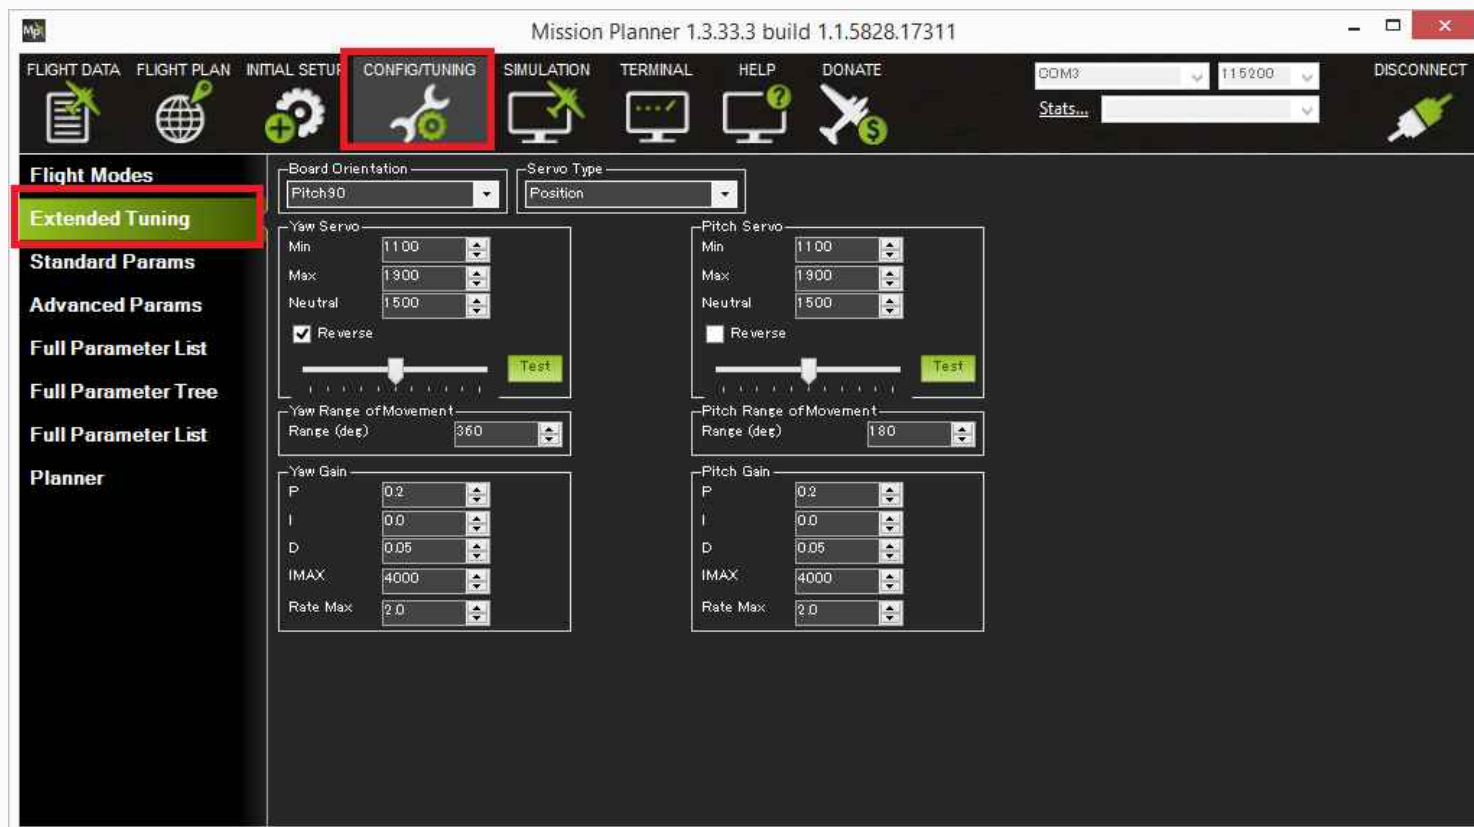 Mission Planner 1.3.33.3 build 1.1.5828.17311
FLIGHT DATA FLIGHT PLAN INITIAL SETUP CONFIG/TUNING SIMULATION TERMINAL HELP DONATE COM3 115200 DISCONNECT
Stats...
Flight Modes
Extended Tuning
Standard Params
Advanced Params
Full Parameter List
Full Parameter Tree
Full Parameter List
Planner
Board Orientation
Pitch90
Servo Type
Position
Yaw Servo
Min 1100
Max 1900
Neutral 1500
Reverse
Test
Yaw Range of Movement
Range (deg) 360
Yaw Gain
P 0.2
I 0.0
D 0.05
IMAX 4000
Rate Max 2.0
Pitch Servo
Min 1100
Max 1900
Neutral 1500
Reverse
Test
Pitch Range of Movement
Range (deg) 180
Pitch Gain
P 0.2
I 0.0
D 0.05
IMAX 4000
Rate Max 2.0